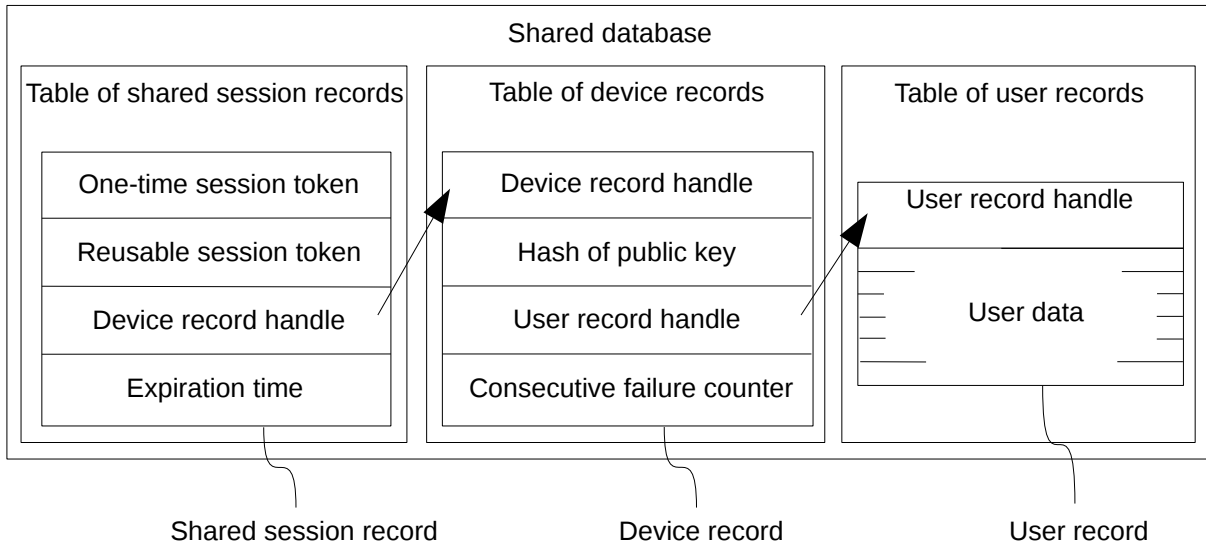 Shared database
Table of shared session records
One-time session token
Reusable session token
Device record handle
Expiration time
Table of device records
Device record handle
Hash of public key
User record handle
Consecutive failure counter
Table of user records
User record handle
User data
Shared session record
Device record
User record